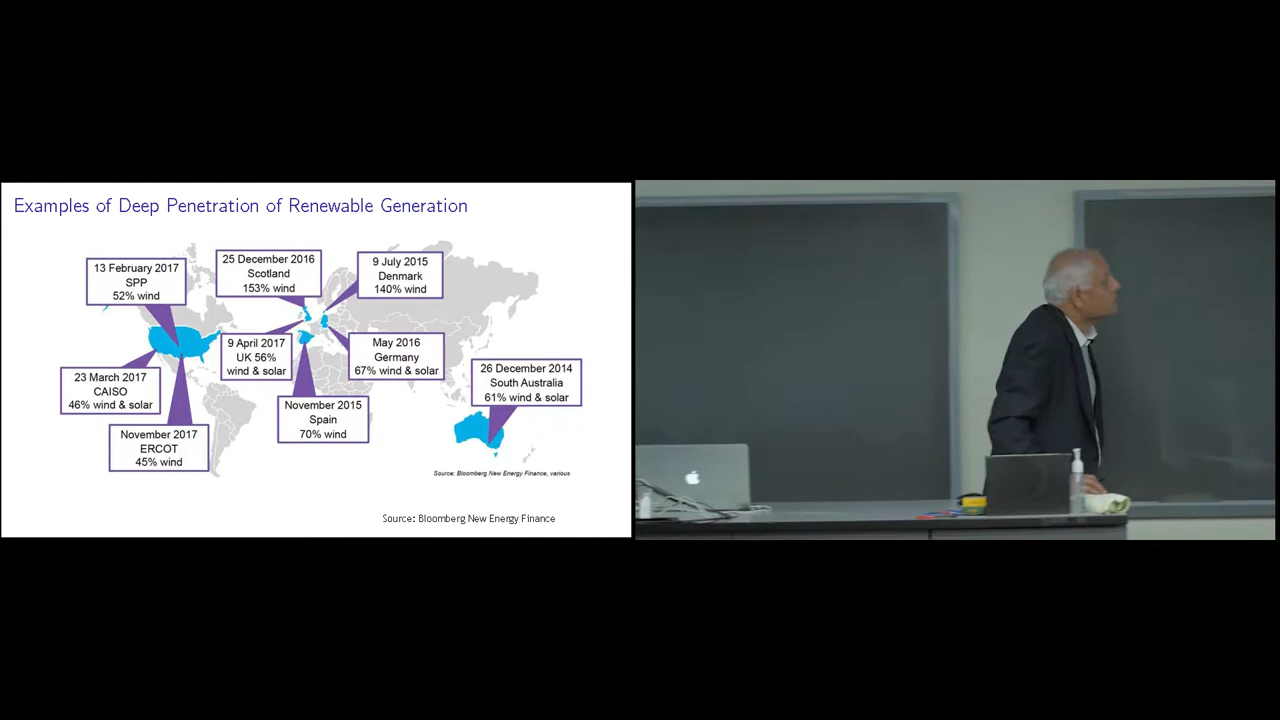 Examples of Deep Penetration of Renewable Generation
13 February 2017
SPP
52% wind
25 December 2016
Scotland
153% wind
9 July 2015
Denmark
140% wind
9 April 2017
UK 56%
wind & solar
May 2016
Germany
67% wind & solar
26 December 2014
South Australia
61% wind & solar
23 March 2017
CAISO
46% wind & solar
November 2015
Spain
70% wind
November 2017
ERCOT
45% wind
Source: Bloomberg New Energy Finance, various
Source: Bloomberg New Energy Finance